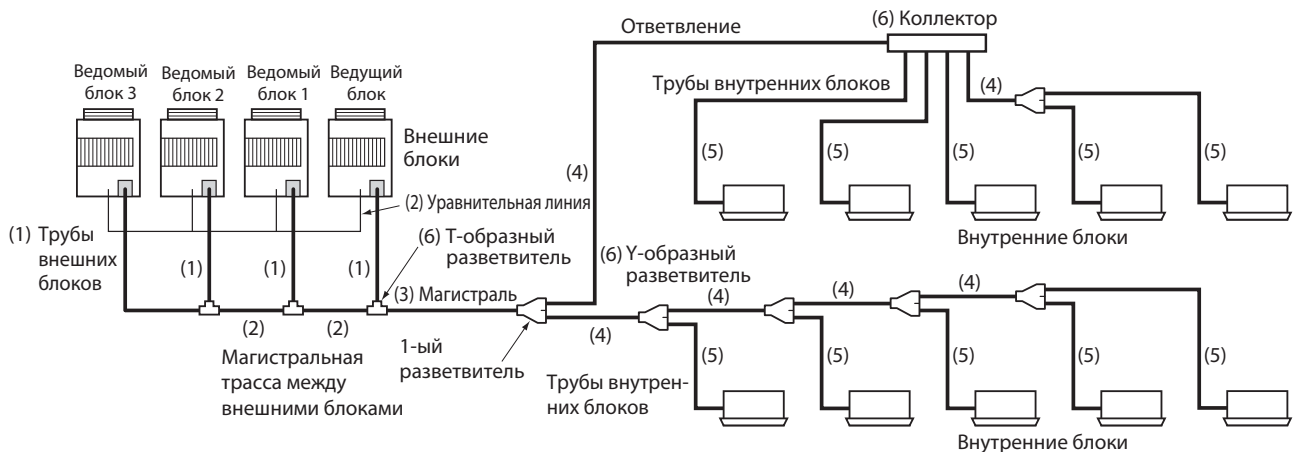 Ответвление
(6) Коллектор
Ведомый
блок 3
Ведомый
блок 2
Ведомый
блок 1
Ведущий
блок
Внешние
блоки
Трубы внутренних блоков
(4)
(5)
(5)
(5)
(5)
(5)
(4)
(2) Уравнительная линия
Внутренние блоки
(1) Трубы
внешних
блоков
(1)
(1)
(1)
(6) Т-образный
разветвитель
(6) Y-образный
разветвитель
(3) Магистраль
(4)
(4)
(4)
(4)
(2)
(2)
Магистральная
трасса между
внешними блоками
1-ый
разветвитель
Трубы внутрен-
них блоков
(5)
(5)
(5)
(5)
(5)
Внутренние блоки